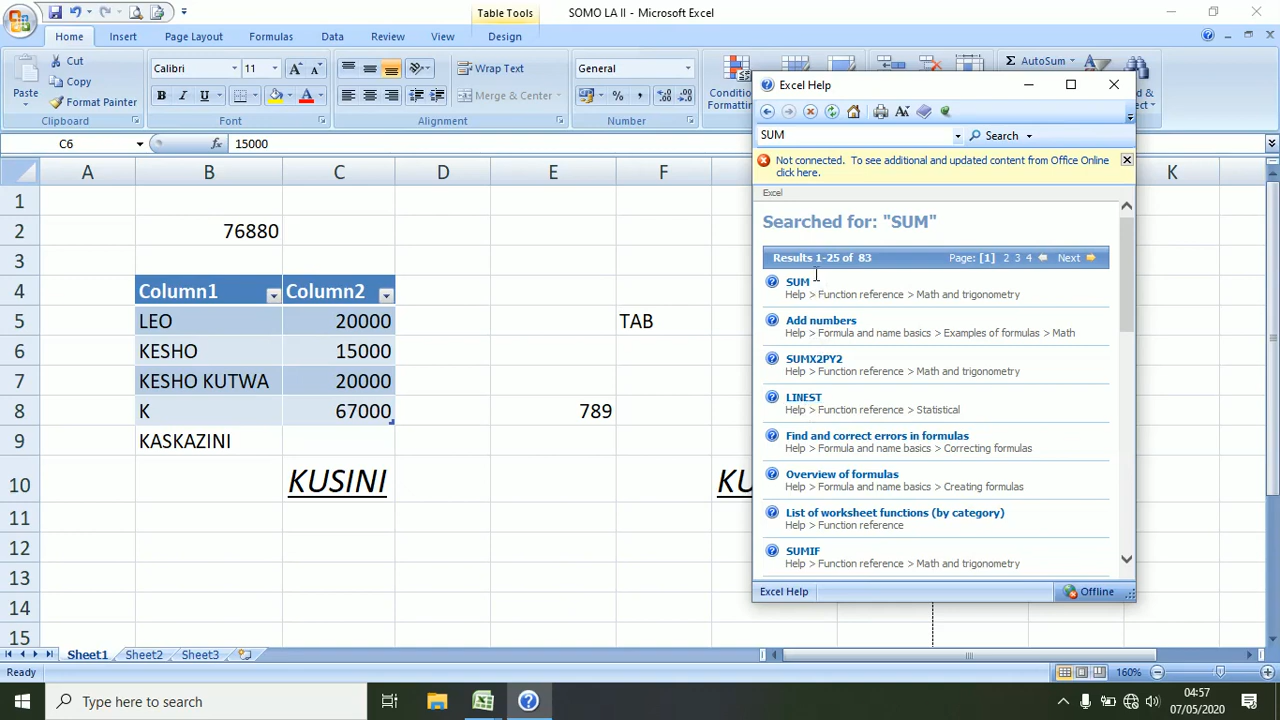 SOMO LA II - Microsoft Excel
Table Tools
Home
Insert
Page Layout
Formulas
Data
Review
View
Design
Paste
Cut
Copy
Format Painter
Clipboard
Calibri
11
B I U
Font
Wrap Text
Merge & Center
Alignment
General
Number
Σ AutoSum
C6
fx
15000
A B C D E F K
1
2
76880
3
4
Column1
Column2
5
LEO
20000
TAB
6
KESHO
15000
7
KESHO KUTWA
20000
8
K
67000
789
9
KASKAZINI
10
KUSINI
11
12
13
14
15
Excel Help
SUM
Search
Not connected. To see additional and updated content from Office Online
click here.
Excel
Searched for: "SUM"
Results 1-25 of 83
Page: [1] 2 3 4
Next
SUM
Help > Function reference > Math and trigonometry
Add numbers
Help > Formula and name basics > Examples of formulas > Math
SUMX2PY2
Help > Function reference > Math and trigonometry
LINEST
Help > Function reference > Statistical
Find and correct errors in formulas
Help > Formula and name basics > Correcting formulas
Overview of formulas
Help > Formula and name basics > Creating formulas
List of worksheet functions (by category)
Help > Function reference
SUMIF
Help > Function reference > Math and trigonometry
Excel Help
Offline
Sheet1
Sheet2
Sheet3
Ready
160%
Type here to search
04:57
07/05/2020